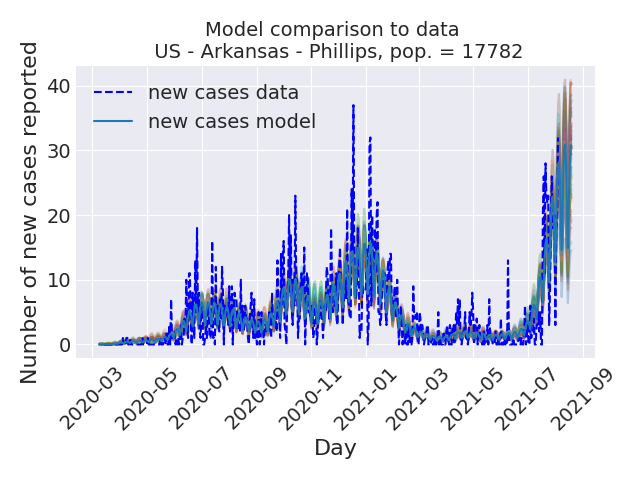 Model comparison to data
US - Arkansas - Phillips, pop. = 17782
Number of new cases reported
40
30
20
10
0
new cases data
new cases model
2020-03
2020-05
2020-07
2020-09
2020-11
2021-01
2021-03
2021-05
2021-07
2021-09
Day